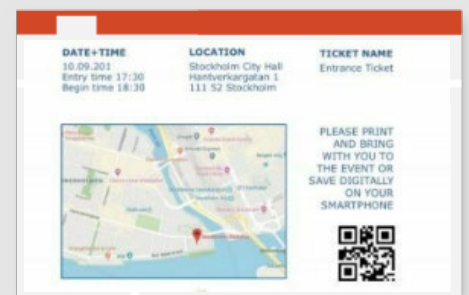 DATE+TIME
10.09.201
Entry time 17:30
Begin time 18:30
LOCATION
Stockholm City Hall
Hantverkargatan 1
111 52 Stockholm
TICKET NAME
Entrance Ticket
PLEASE PRINT
AND BRING
WITH YOU TO
THE EVENT OR
SAVE DIGITALLY
ON YOUR
SMARTPHONE